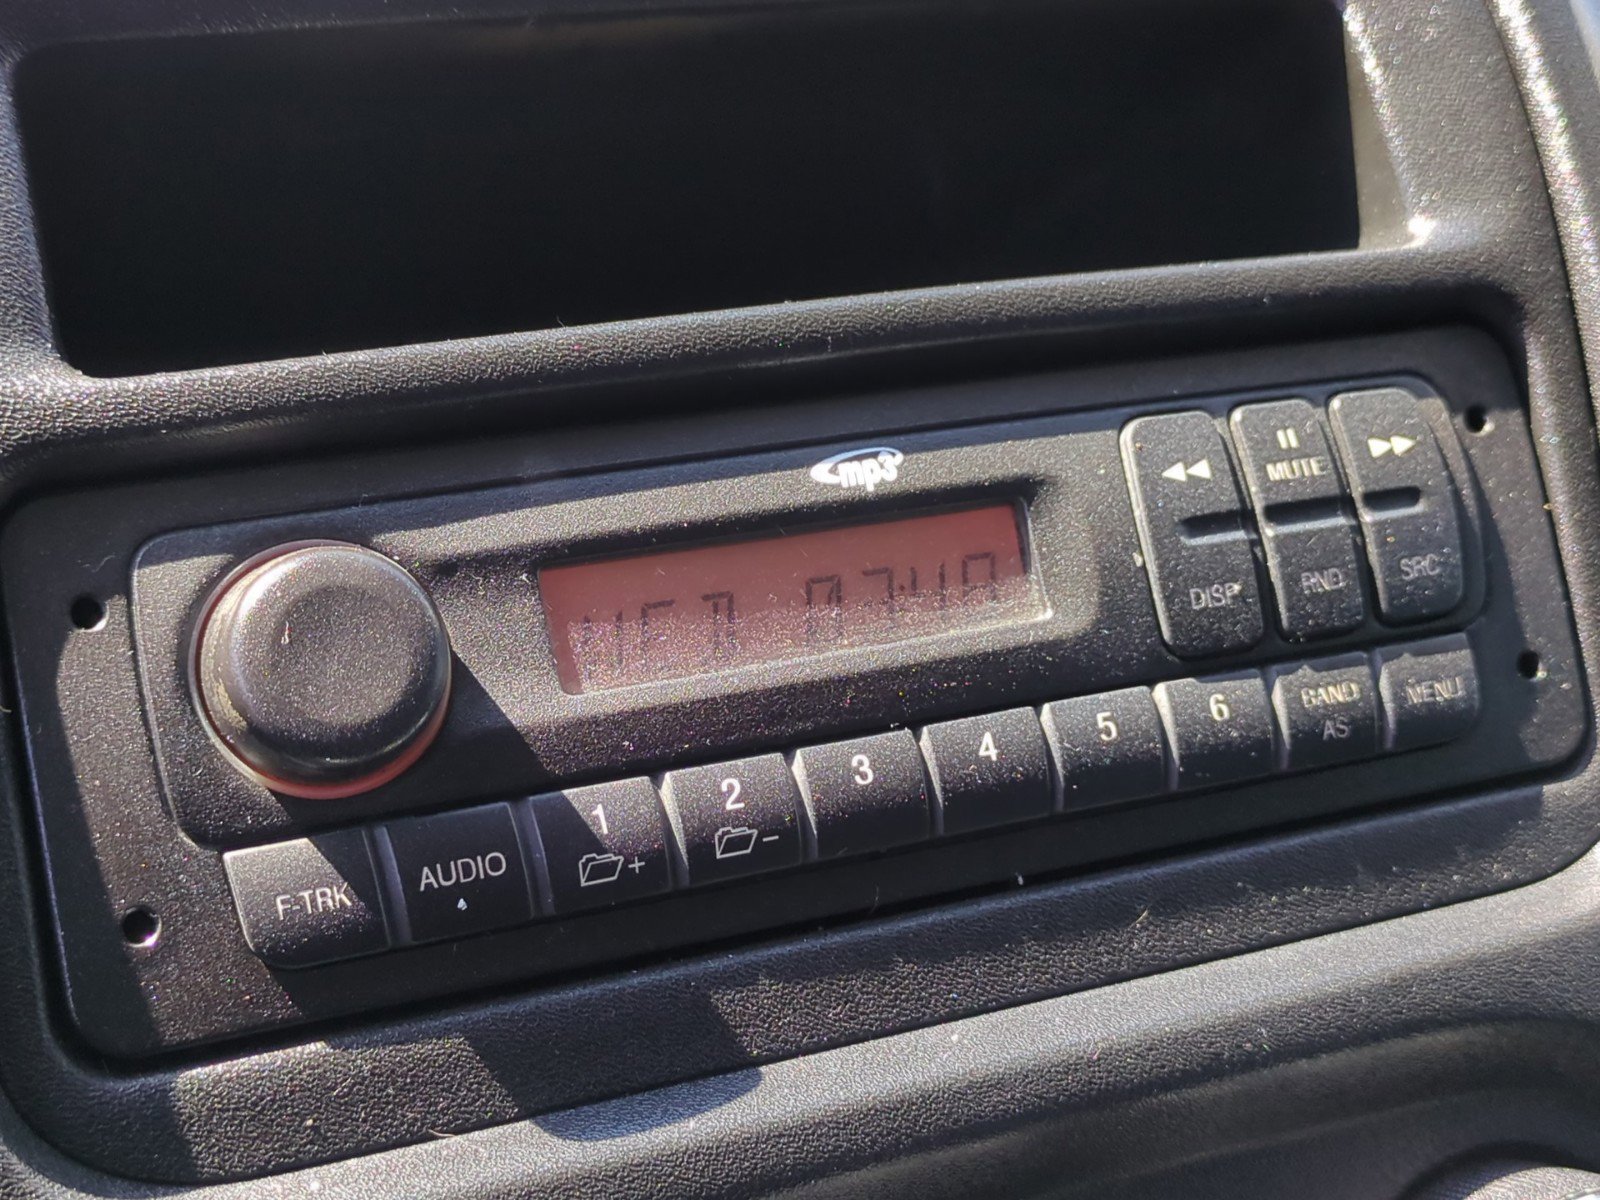 mp3
MUTE
DISP
RND
SRC
F-TRK
AUDIO
1
+
2
-
3
4
5
6
BAND
AS
MENU